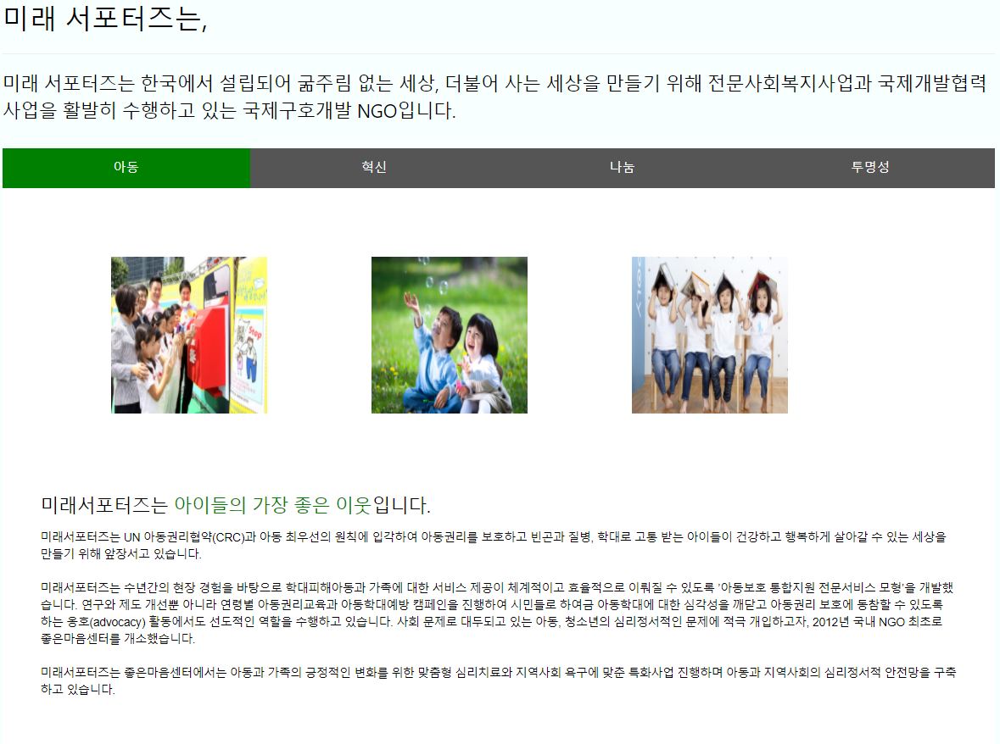 미래 서포터즈는,
미래 서포터즈는 한국에서 설립되어 굶주림 없는 세상, 더불어 사는 세상을 만들기 위해 전문사회복지사업과 국제개발협력
사업을 활발히 수행하고 있는 국제구호개발 NGO입니다.
아동
혁신
나눔
투명성
Stop
미래서포터즈는 아이들의 가장 좋은 이웃입니다.
미래서포터즈는 UN 아동권리협약(CRC)과 아동 최우선의 원칙에 입각하여 아동권리를 보호하고 빈곤과 질병, 학대로 고통 받는 아이들이 건강하고 행복하게 살아갈 수 있는 세상을
만들기 위해 앞장서고 있습니다.
미래서포터즈는 수년간의 현장 경험을 바탕으로 학대피해아동과 가족에 대한 서비스 제공이 체계적이고 효율적으로 이뤄질 수 있도록 '아동보호 통합지원 전문서비스 모형'을 개발했
습니다. 연구와 제도 개선뿐 아니라 연령별 아동권리교육과 아동학대예방 캠페인을 진행하여 시민들로 하여금 아동학대에 대한 심각성을 깨닫고 아동권리 보호에 동참할 수 있도록
하는 옹호(advocacy) 활동에서도 선도적인 역할을 수행하고 있습니다. 사회 문제로 대두되고 있는 아동, 청소년의 심리정서적인 문제에 적극 개입하고자, 2012년 국내 NGO 최초로
좋은마음센터를 개소했습니다.
미래서포터즈는 좋은마음센터에서는 아동과 가족의 긍정적인 변화를 위한 맞춤형 심리치료와 지역사회 욕구에 맞춘 특화사업 진행하며 아동과 지역사회의 심리정서적 안전망을 구축
하고 있습니다.